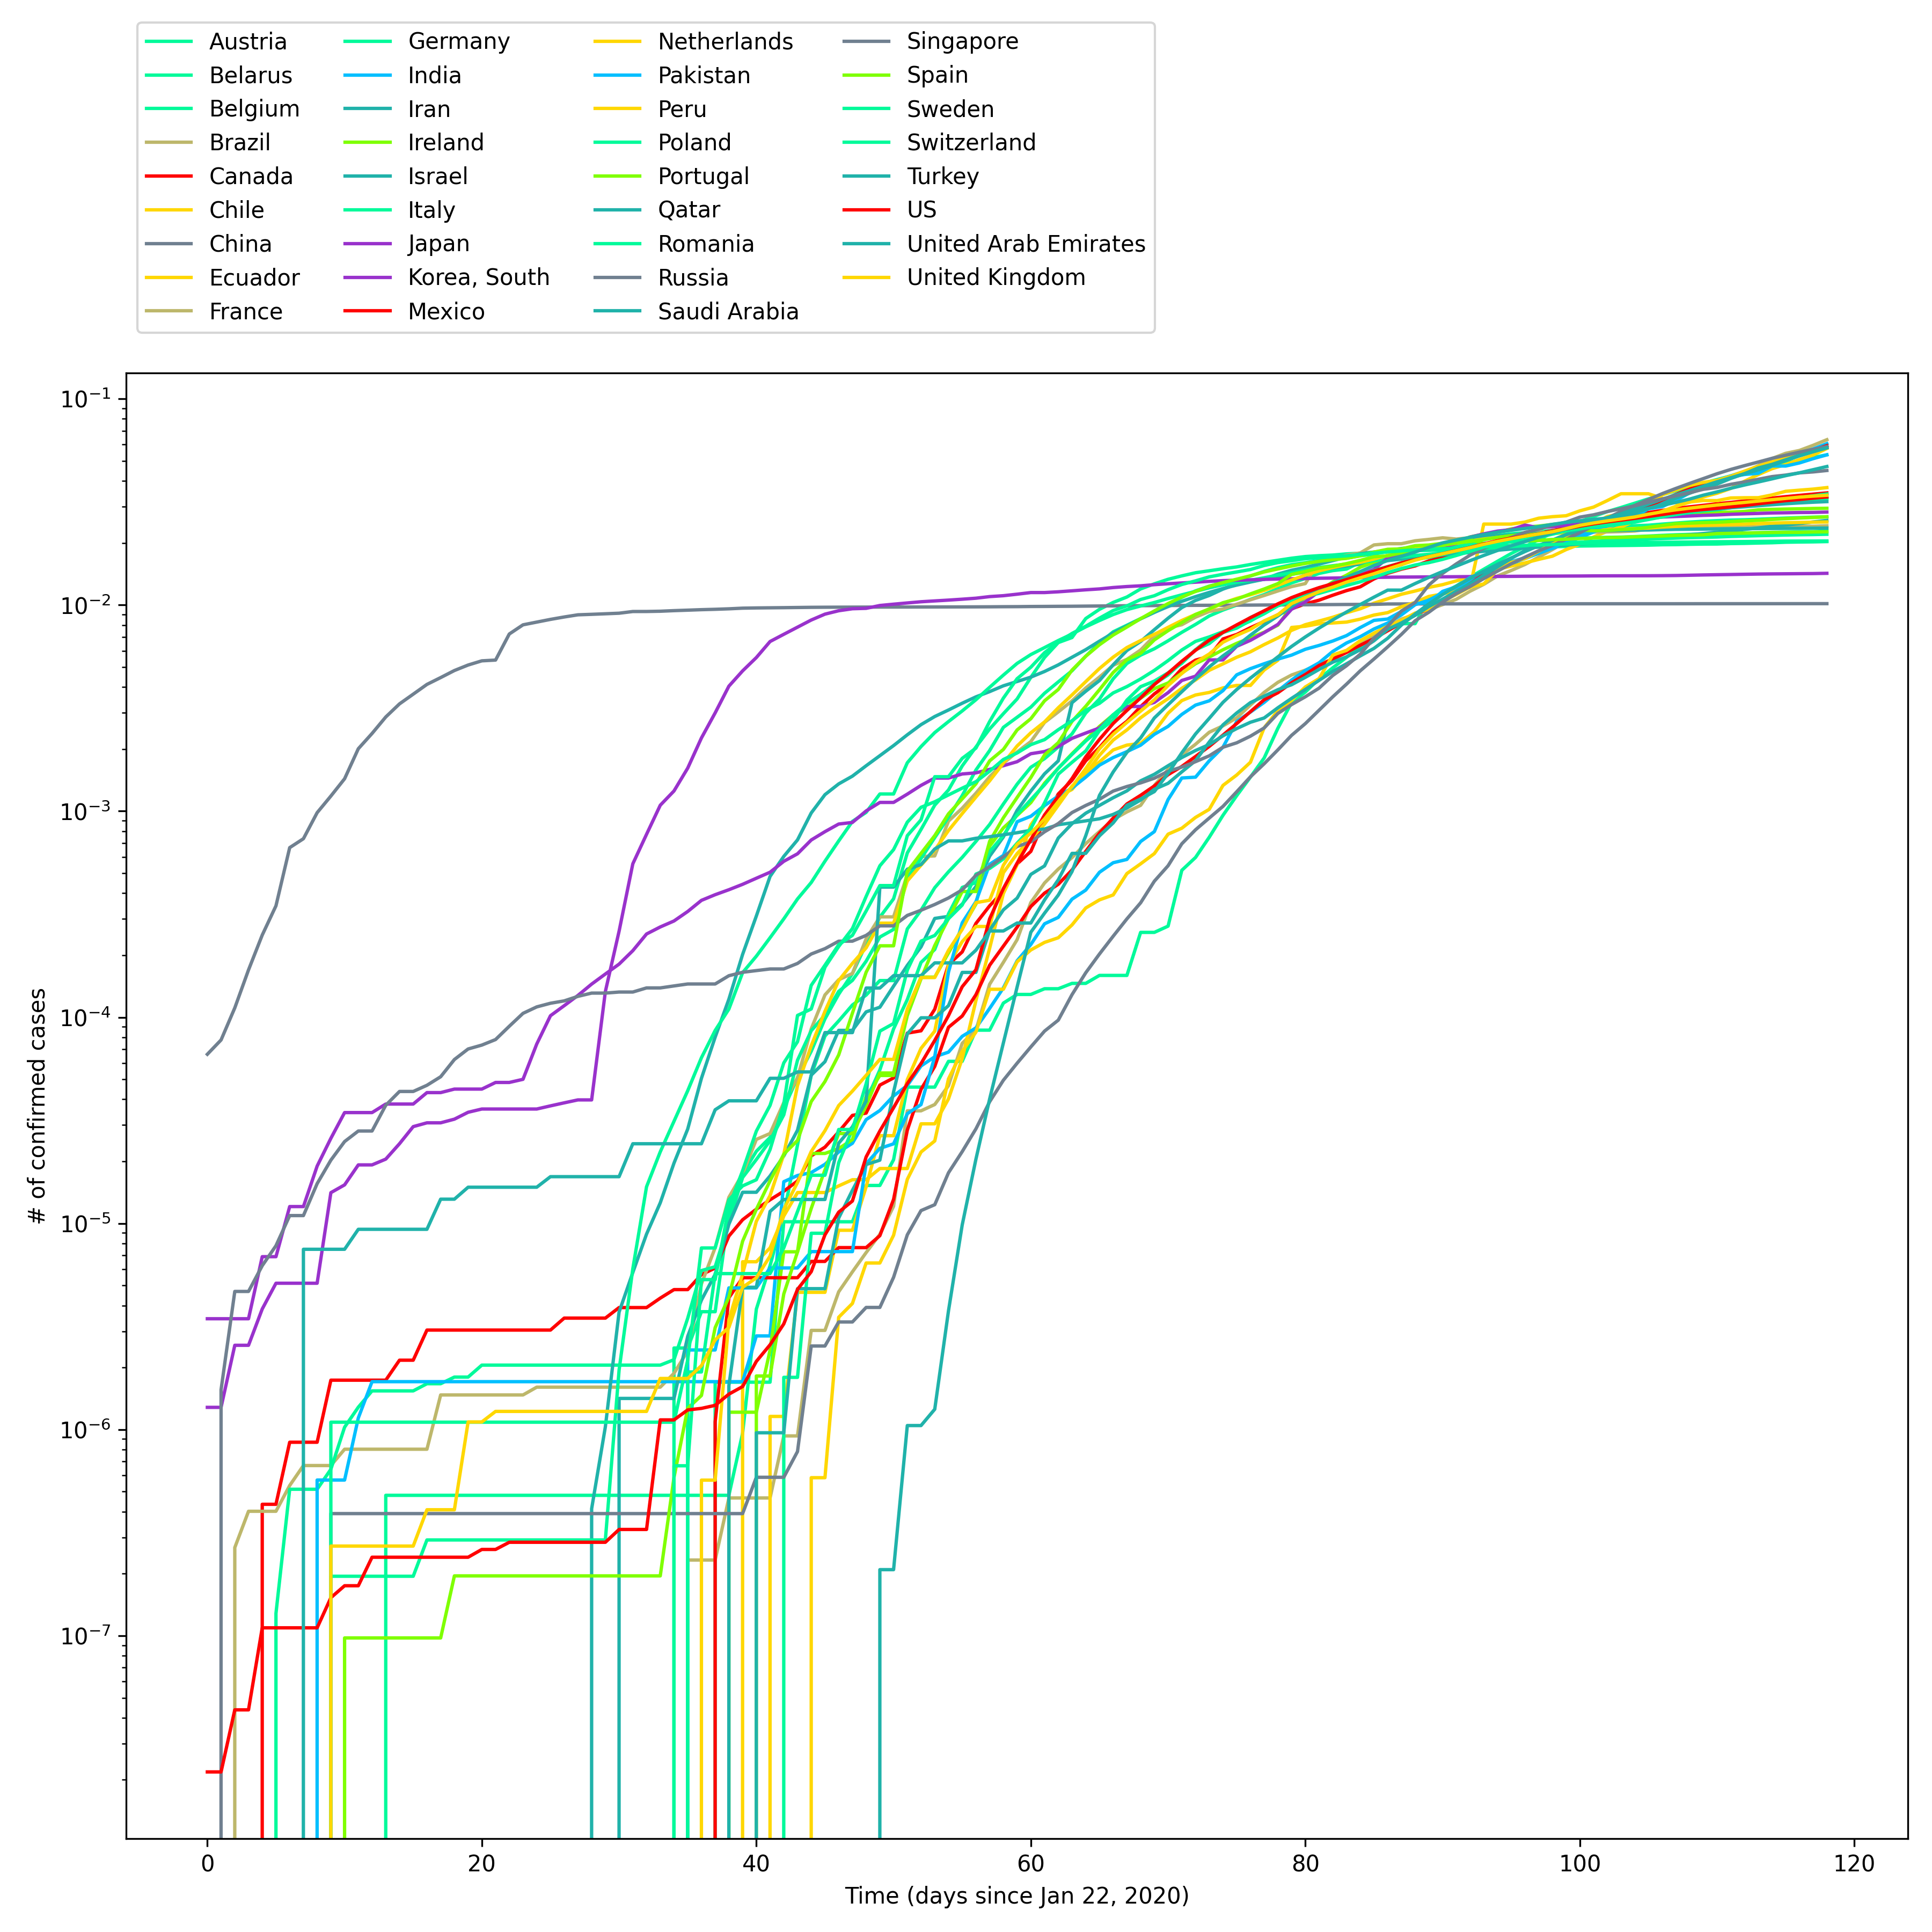 Austria Germany Netherlands Singapore
Belarus India Pakistan Spain
Belgium Iran Peru Sweden
Brazil Ireland Poland Switzerland
Canada Israel Portugal Turkey
Chile Italy Qatar US
China Japan Romania United Arab Emirates
Ecuador Korea, South Russia United Kingdom
France Mexico Saudi Arabia
10⁻¹
10⁻²
10⁻³
10⁻⁴
10⁻⁵
10⁻⁶
10⁻⁷
# of confirmed cases
0 20 40 60 80 100 120
Time (days since Jan 22, 2020)